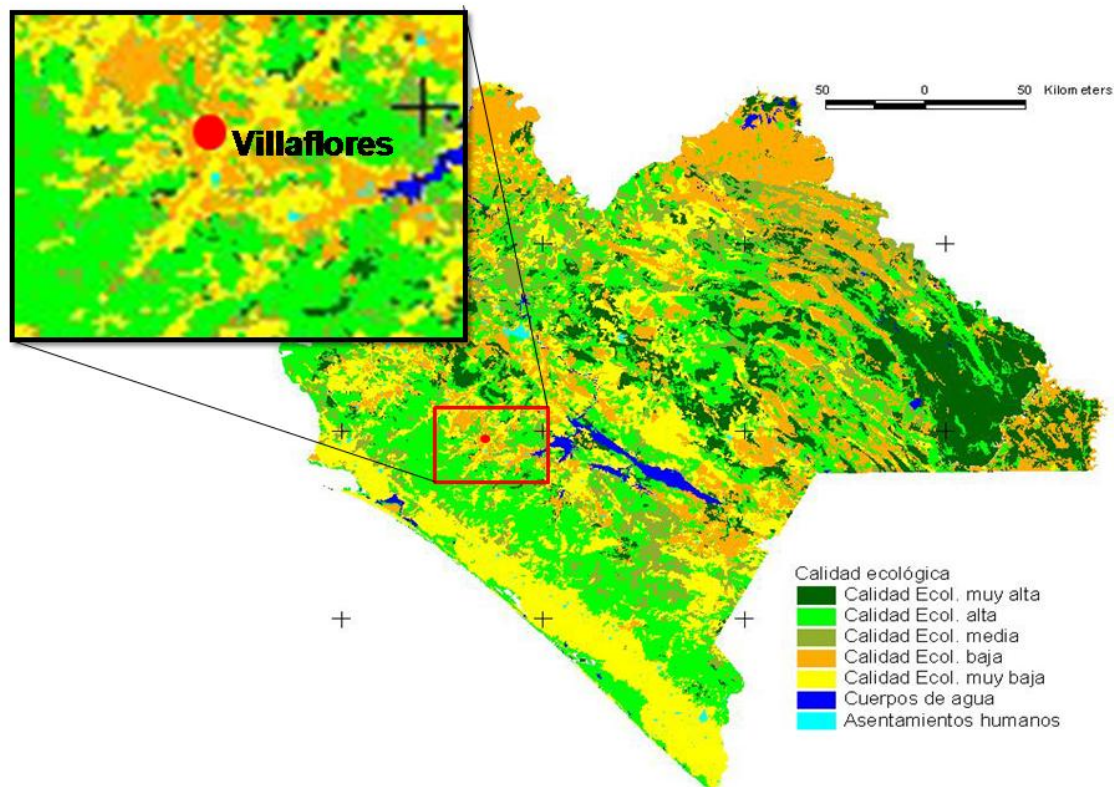 Villaflores
50 0 50 Kilometers
Calidad ecológica
Calidad Ecol. muy alta
Calidad Ecol. alta
Calidad Ecol. media
Calidad Ecol. baja
Calidad Ecol. muy baja
Cuerpos de agua
Asentamientos humanos